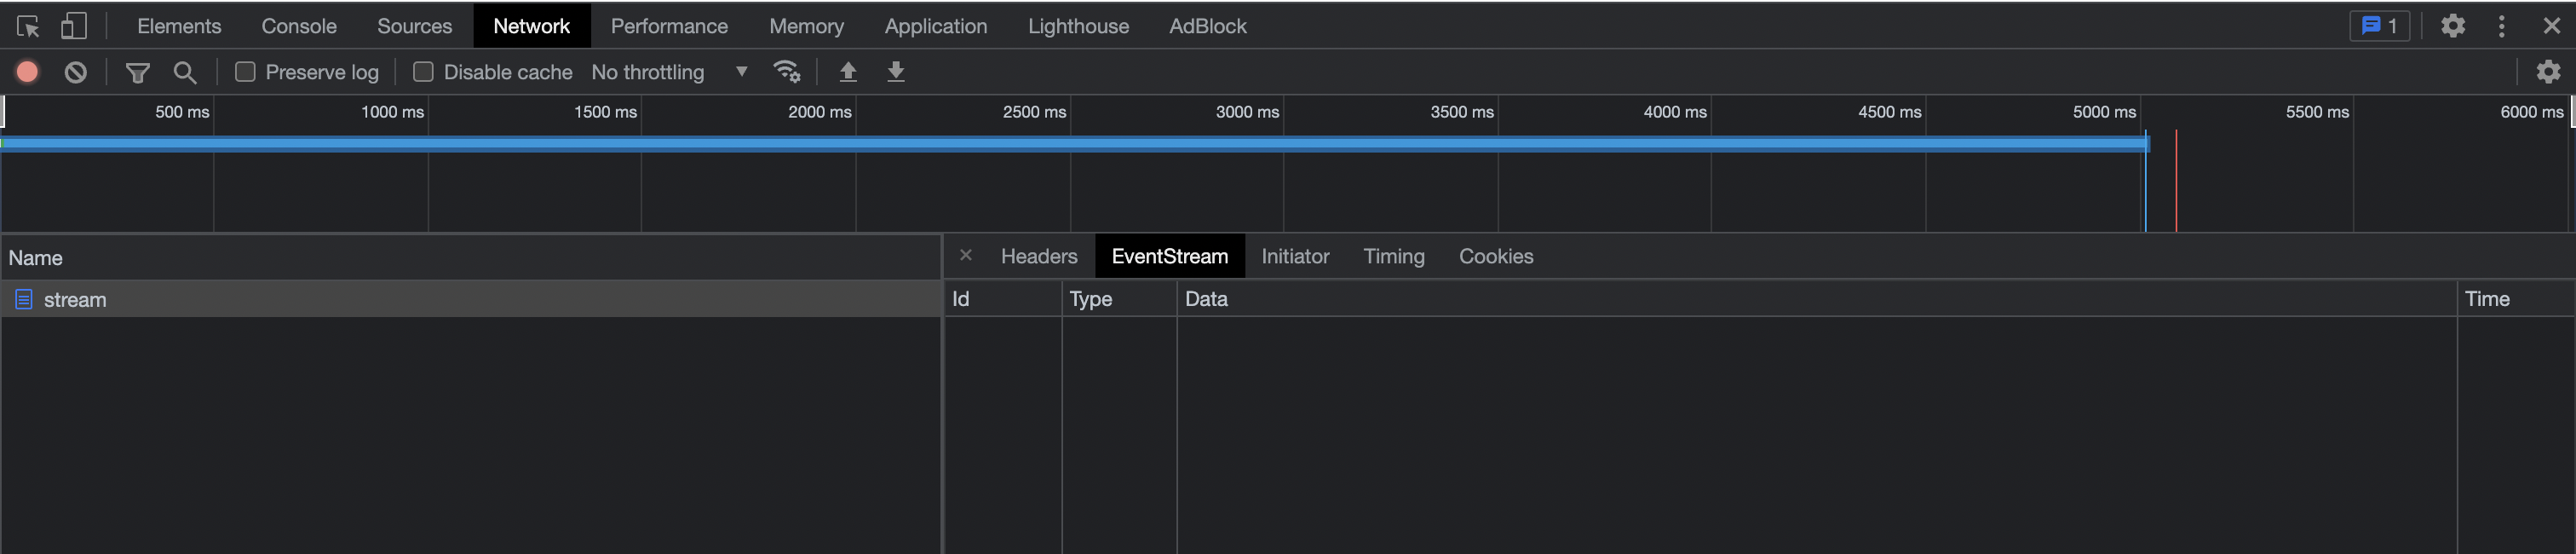 Elements Console Sources Network Performance Memory Application Lighthouse AdBlock 1
Preserve log Disable cache No throttling
500 ms 1000 ms 1500 ms 2000 ms 2500 ms 3000 ms 3500 ms 4000 ms 4500 ms 5000 ms 5500 ms 6000 ms
Name Headers EventStream Initiator Timing Cookies
stream Id Type Data Time